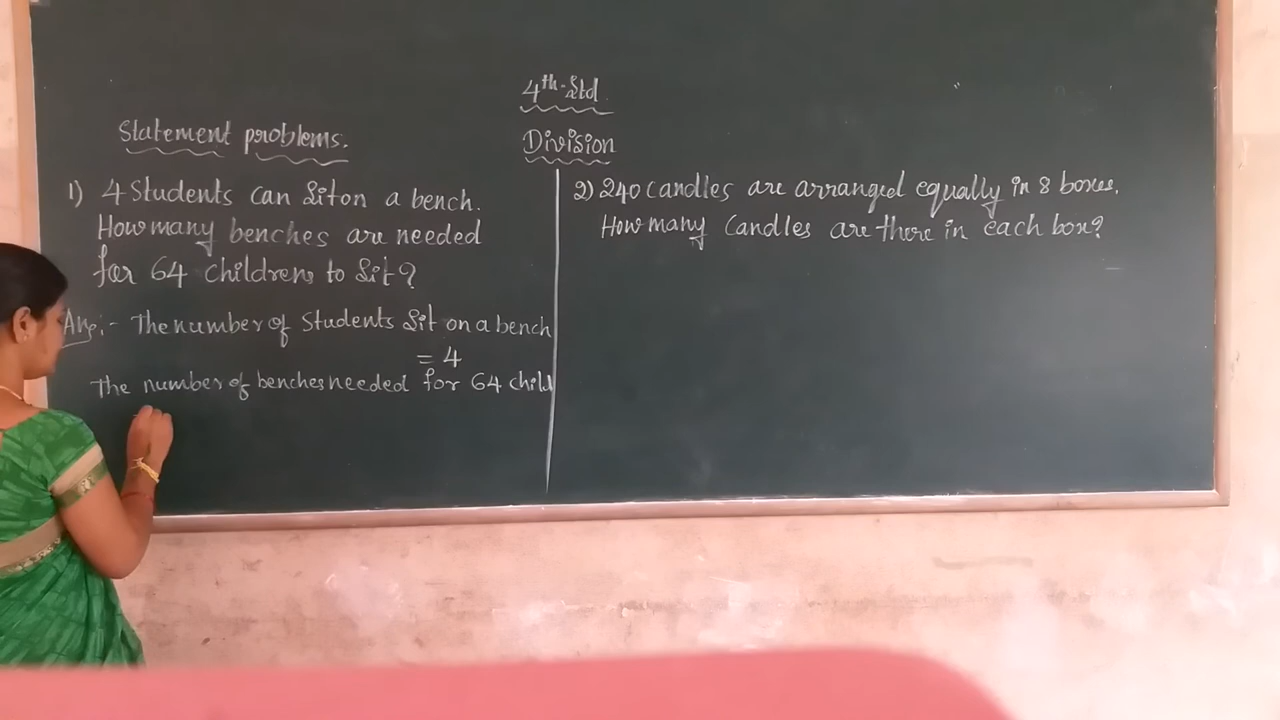 4th Std
Division
Statement problems.
1) 4 Students can Sit on a bench.
How many benches are needed
for 64 childrens to Sit?
Ans:- The number of Students Sit on a bench
= 4
The number of benches needed for 64 child
2) 240 candles are arranged equally in 8 boxes.
How many Candles are there in each box?